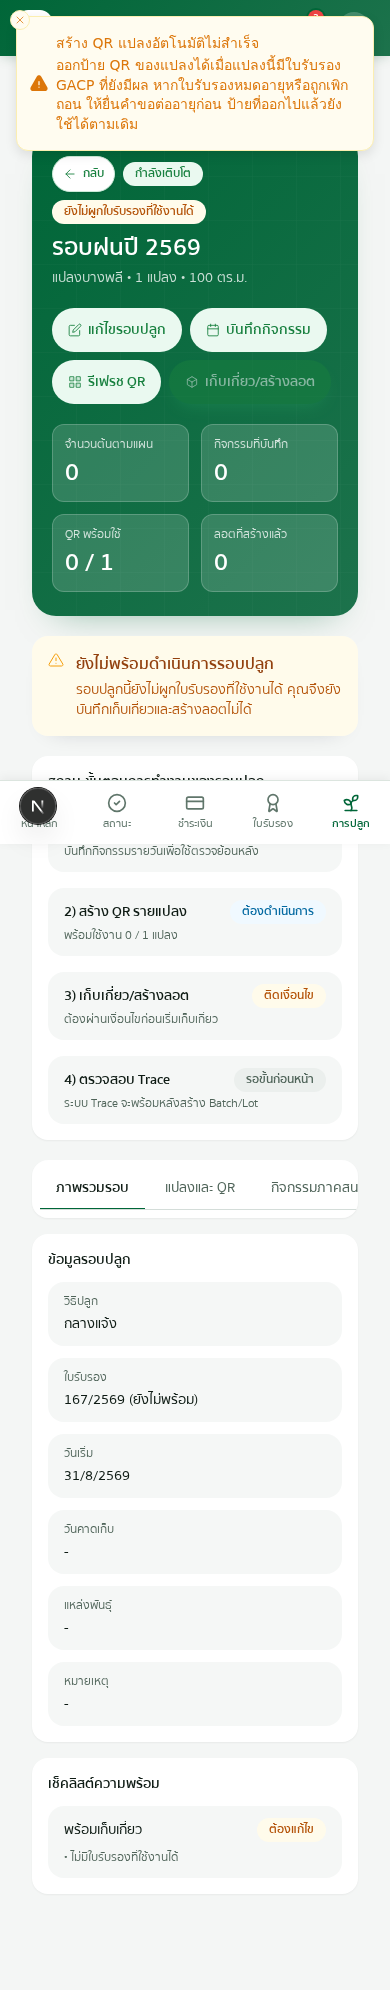 สร้าง QR แปลงอัตโนมัติไม่สำเร็จ
ออกป้าย QR ของแปลงได้เมื่อแปลงนี้มีใบรับรอง
GACP ที่ยังมีผล หากใบรับรองหมดอายุหรือถูกเพิก
ถอน ให้ยื่นคำขอต่ออายุก่อน ป้ายที่ออกไปแล้วยัง
ใช้ได้ตามเดิม
กลับ
กำลังเติบโต
ยังไม่ผูกใบรับรองที่ใช้งานได้
รอบฝนปี 2569
แปลงบางพลี • 1 แปลง • 100 ตร.ม.
แก้ไขรอบปลูก
บันทึกกิจกรรม
รีเฟรช QR
เก็บเกี่ยว/สร้างลอต
จำนวนต้นตามแผน
0
กิจกรรมที่บันทึก
0
QR พร้อมใช้
0 / 1
ลอตที่สร้างแล้ว
0
ยังไม่พร้อมดำเนินการรอบปลูก
รอบปลูกนี้ยังไม่ผูกใบรับรองที่ใช้งานได้ คุณจึงยัง
บันทึกเก็บเกี่ยวและสร้างลอตไม่ได้
N
สถานะ
ชำระเงิน
ใบรับรอง
การปลูก
บันทึกกิจกรรมรายวันเพื่อใช้ตรวจย้อนหลัง
2) สร้าง QR รายแปลง
ต้องดำเนินการ
พร้อมใช้งาน 0 / 1 แปลง
3) เก็บเกี่ยว/สร้างลอต
ติดเงื่อนไข
ต้องผ่านเงื่อนไขก่อนเริ่มเก็บเกี่ยว
4) ตรวจสอบ Trace
รอขั้นก่อนหน้า
ระบบ Trace จะพร้อมหลังสร้าง Batch/Lot
ภาพรวมรอบ
แปลงและ QR
กิจกรรมภาคสน
ข้อมูลรอบปลูก
วิธีปลูก
กลางแจ้ง
ใบรับรอง
167/2569 (ยังไม่พร้อม)
วันเริ่ม
31/8/2569
วันคาดเก็บ
-
แหล่งพันธุ์
-
หมายเหตุ
-
เช็คลิสต์ความพร้อม
พร้อมเก็บเกี่ยว
ต้องแก้ไข
• ไม่มีใบรับรองที่ใช้งานได้